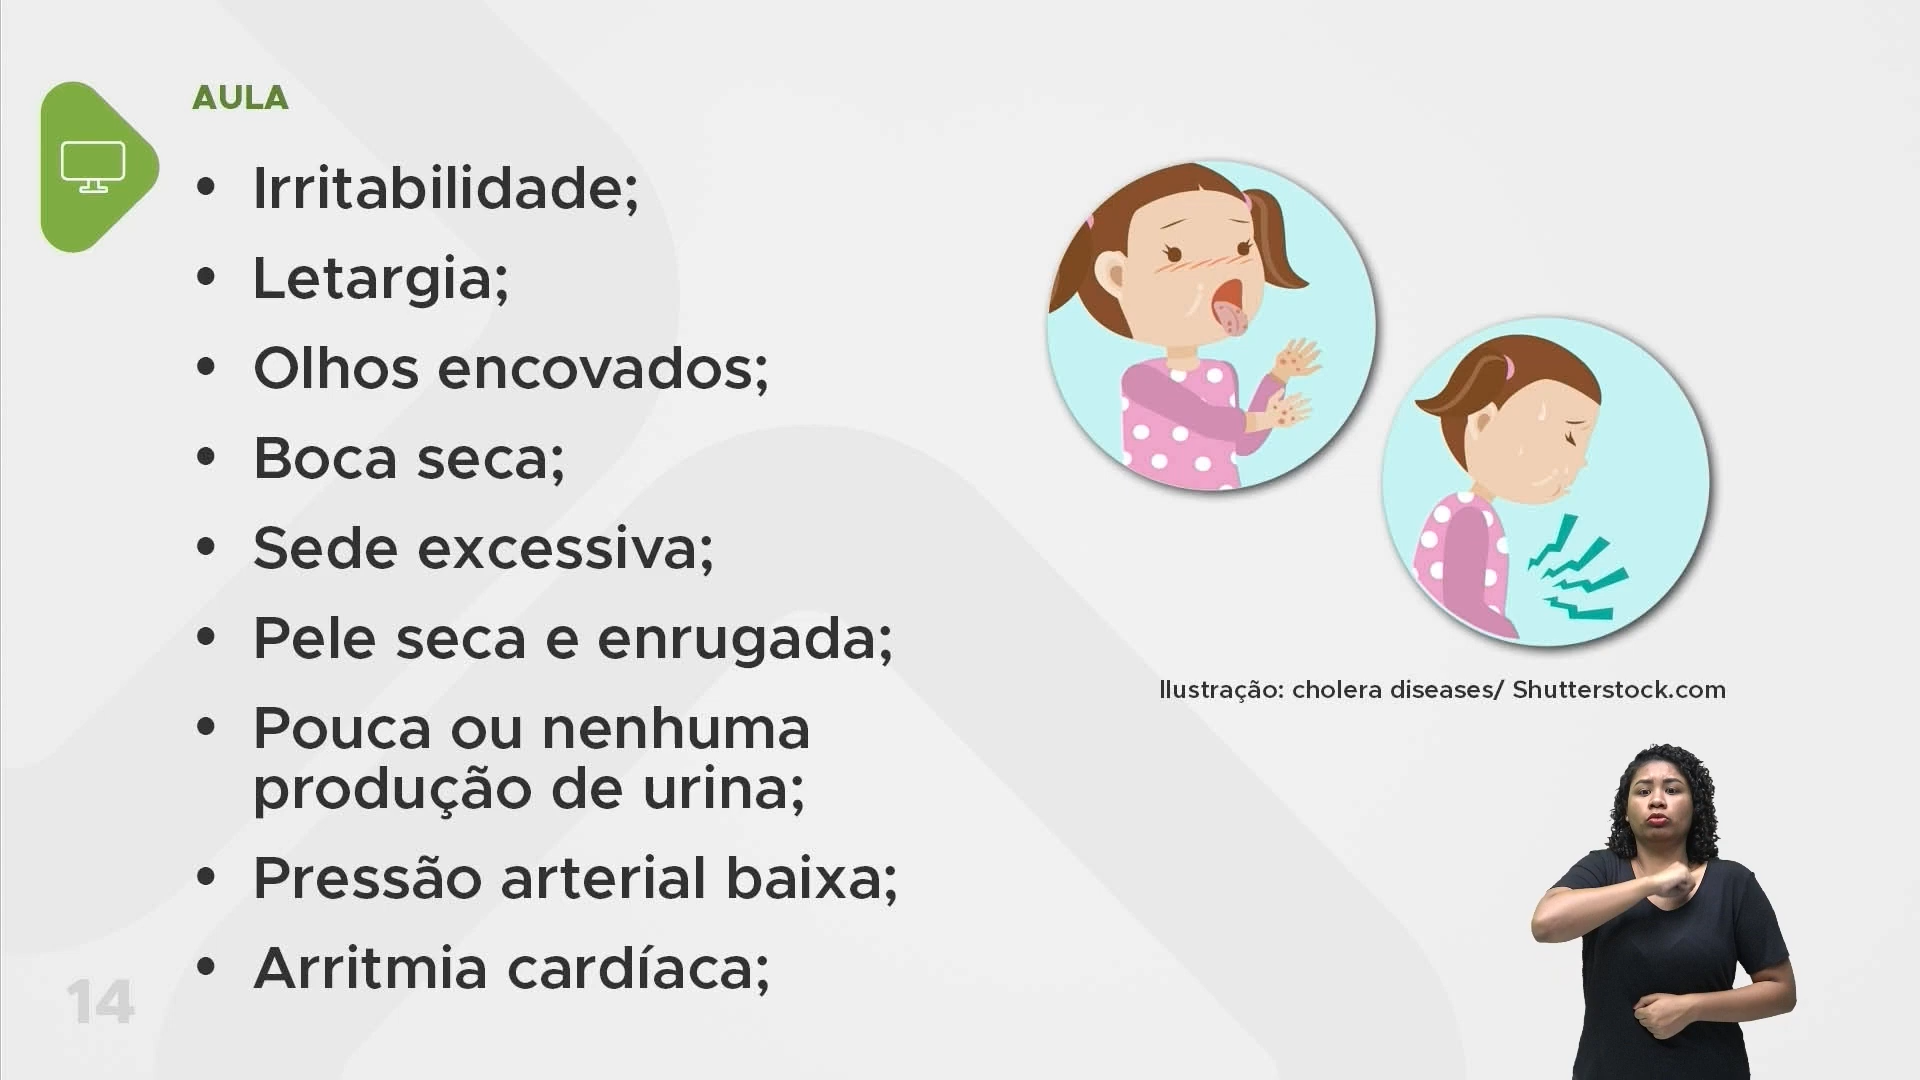 AULA
• Irritabilidade;
• Letargia;
• Olhos encovados;
• Boca seca;
• Sede excessiva;
• Pele seca e enrugada;
• Pouca ou nenhuma
produção de urina;
• Pressão arterial baixa;
• Arritmia cardíaca;
Ilustração: cholera diseases/ Shutterstock.com
14